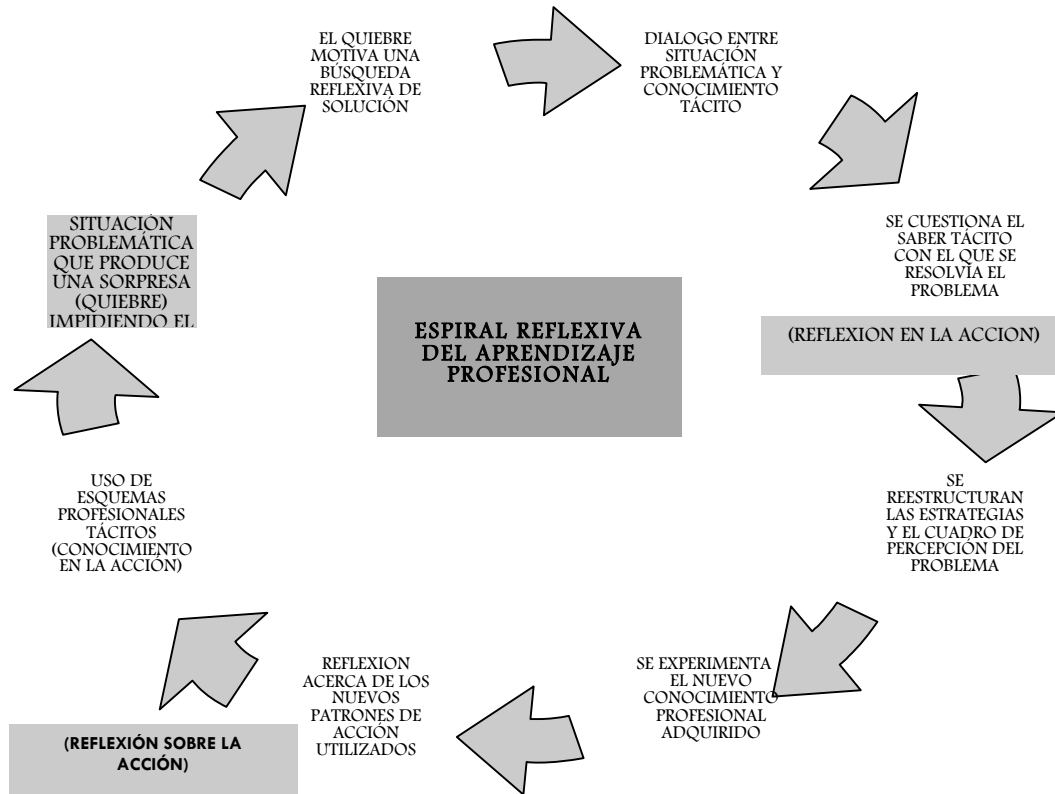 EL QUIEBRE
MOTIVA UNA
BÚSQUEDA
REFLEXIVA DE
SOLUCIÓN
DIALOGO ENTRE
SITUACIÓN
PROBLEMÁTICA Y
CONOCIMIENTO
TÁCITO
SE CUESTIONA EL
SABER TÁCITO
CON EL QUE SE
RESOLVÍA EL
PROBLEMA
(REFLEXION EN LA ACCION)
SE
REESTRUCTURAN
LAS ESTRATEGIAS
Y EL CUADRO DE
PERCEPCIÓN DEL
PROBLEMA
SE EXPERIMENTA
EL NUEVO
CONOCIMIENTO
PROFESIONAL
ADQUIRIDO
REFLEXION
ACERCA DE LOS
NUEVOS
PATRONES DE
ACCIÓN
UTILIZADOS
(REFLEXIÓN SOBRE LA
ACCIÓN)
USO DE
ESQUEMAS
PROFESIONALES
TÁCITOS
(CONOCIMIENTO
EN LA ACCIÓN)
SITUACIÓN
PROBLEMÁTICA
QUE PRODUCE
UNA SORPRESA
(QUIEBRE)
IMPIDIENDO EL
ESPIRAL REFLEXIVA
DEL APRENDIZAJE
PROFESIONAL